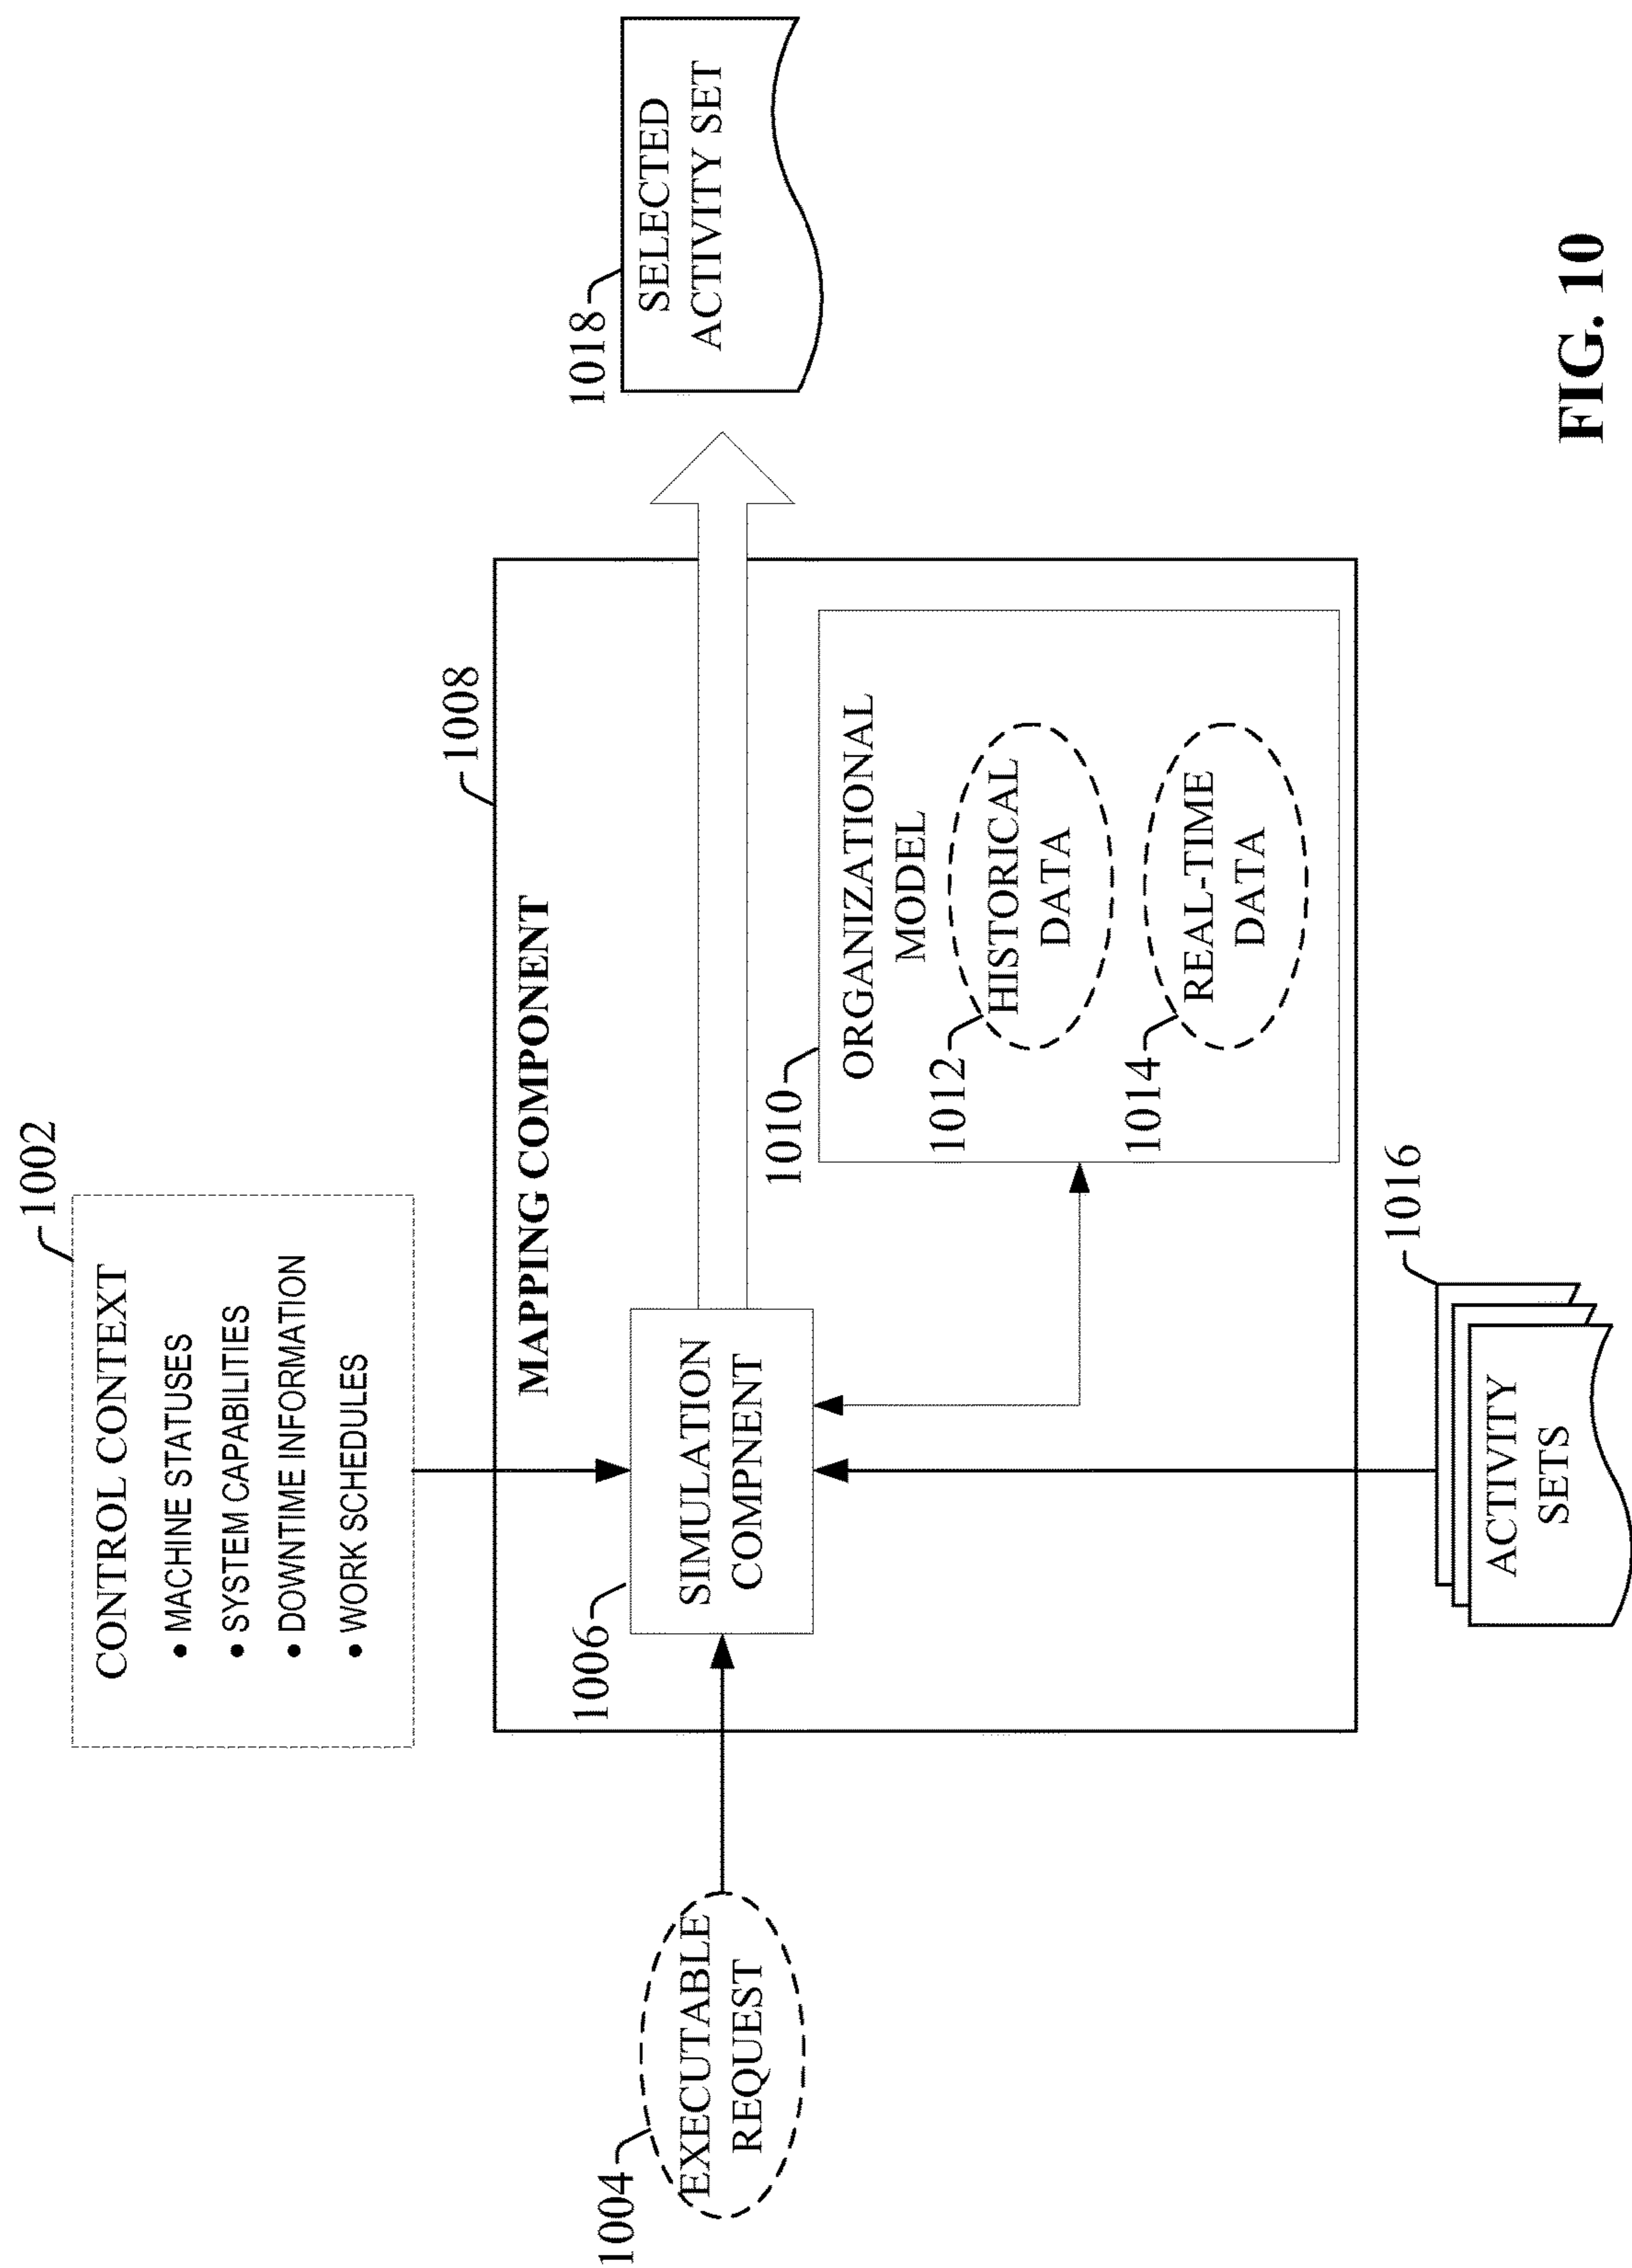 1002
CONTROL CONTEXT
• MACHINE STATUSES
• SYSTEM CAPABILITIES
• DOWNTIME INFORMATION
• WORK SCHEDULES
1008
MAPPING COMPONENT
1004
EXECUTABLE
REQUEST
1006
SIMULATION
COMPNENT
1018
SELECTED
ACTIVITY SET
1010
ORGANIZATIONAL
MODEL
1012
HISTORICAL
DATA
1014
REAL-TIME
DATA
1016
ACTIVITY
SETS
FIG. 10